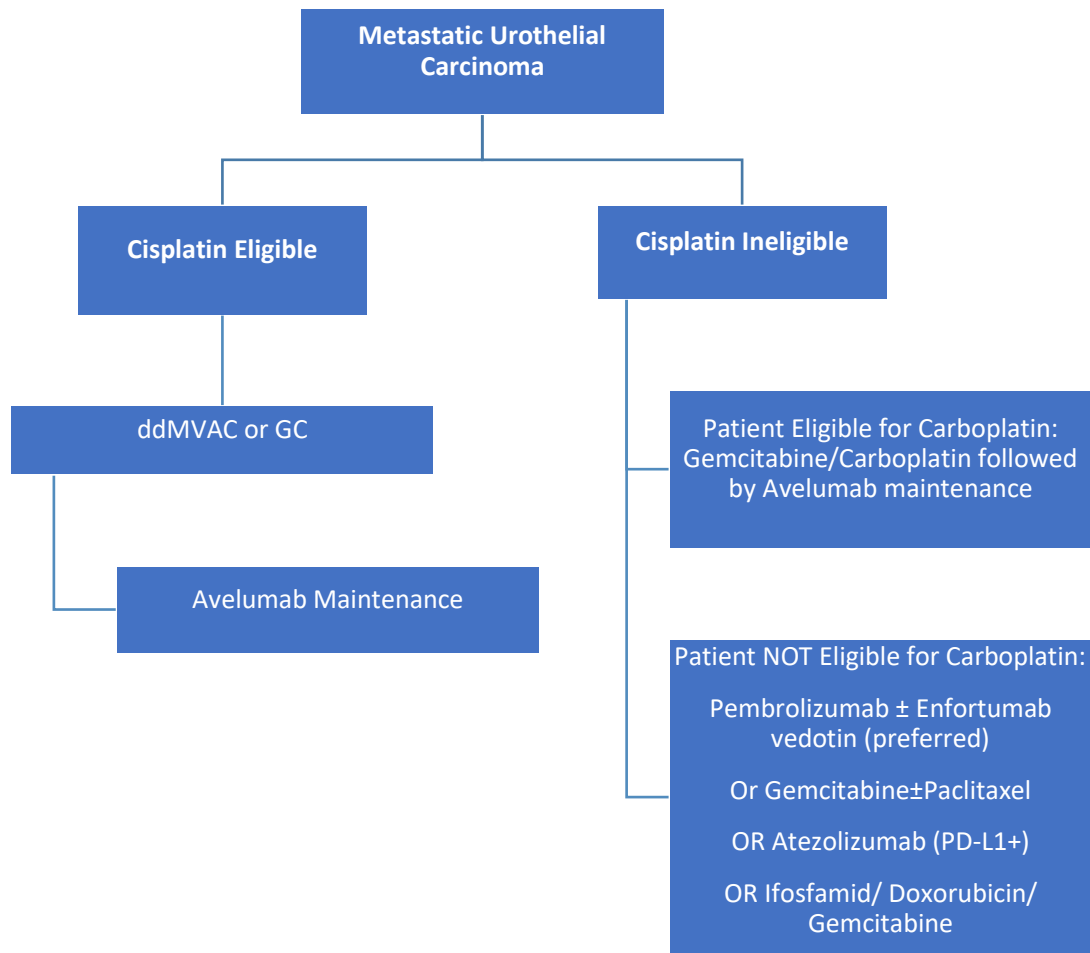 Metastatic Urothelial
Carcinoma
Cisplatin Eligible
Cisplatin Ineligible
ddMVAC or GC
Avelumab Maintenance
Patient Eligible for Carboplatin:
Gemcitabine/Carboplatin followed
by Avelumab maintenance
Patient NOT Eligible for Carboplatin:
Pembrolizumab ± Enfortumab
vedotin (preferred)
Or Gemcitabine±Paclitaxel
OR Atezolizumab (PD-L1+)
OR Ifosfamid/ Doxorubicin/
Gemcitabine